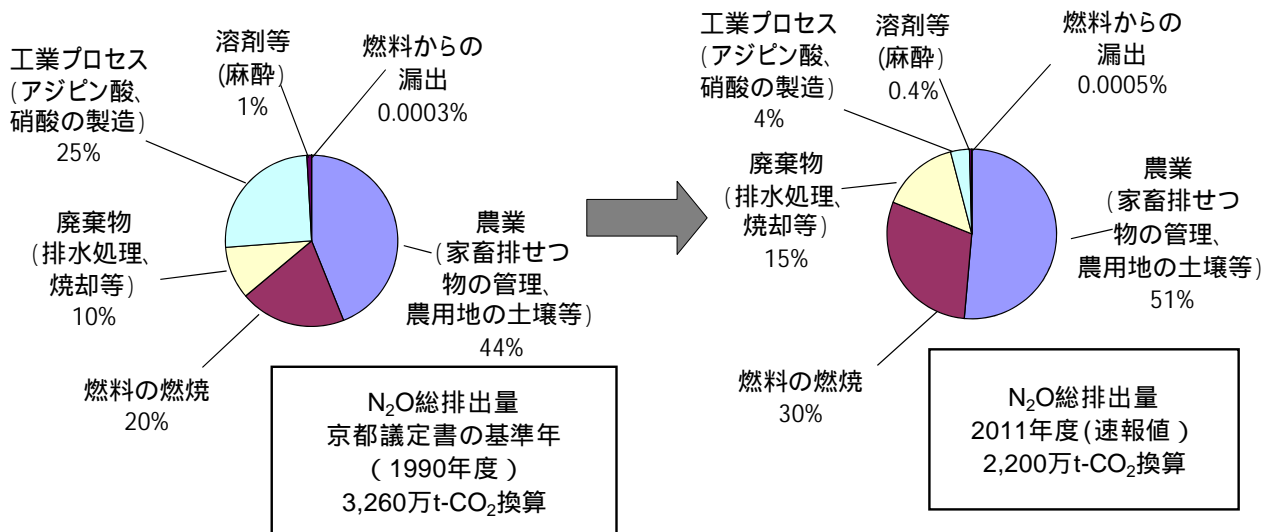 工業プロセス
(アジピン酸、
硝酸の製造)
25%
溶剤等
(麻酔)
1%
燃料からの
漏出
0.0003%
廃棄物
(排水処理、
焼却等)
10%
農業
(家畜排せつ
物の管理、
農用地の土壌等)
44%
燃料の燃焼
20%
N₂O総排出量
京都議定書の基準年
(1990年度)
3,260万t-CO₂換算
工業プロセス
(アジピン酸、
硝酸の製造)
4%
溶剤等
(麻酔)
0.4%
燃料からの
漏出
0.0005%
廃棄物
(排水処理、
焼却等)
15%
農業
(家畜排せつ
物の管理、
農用地の土壌等)
51%
燃料の燃焼
30%
N₂O総排出量
2011年度(速報値)
2,200万t-CO₂換算